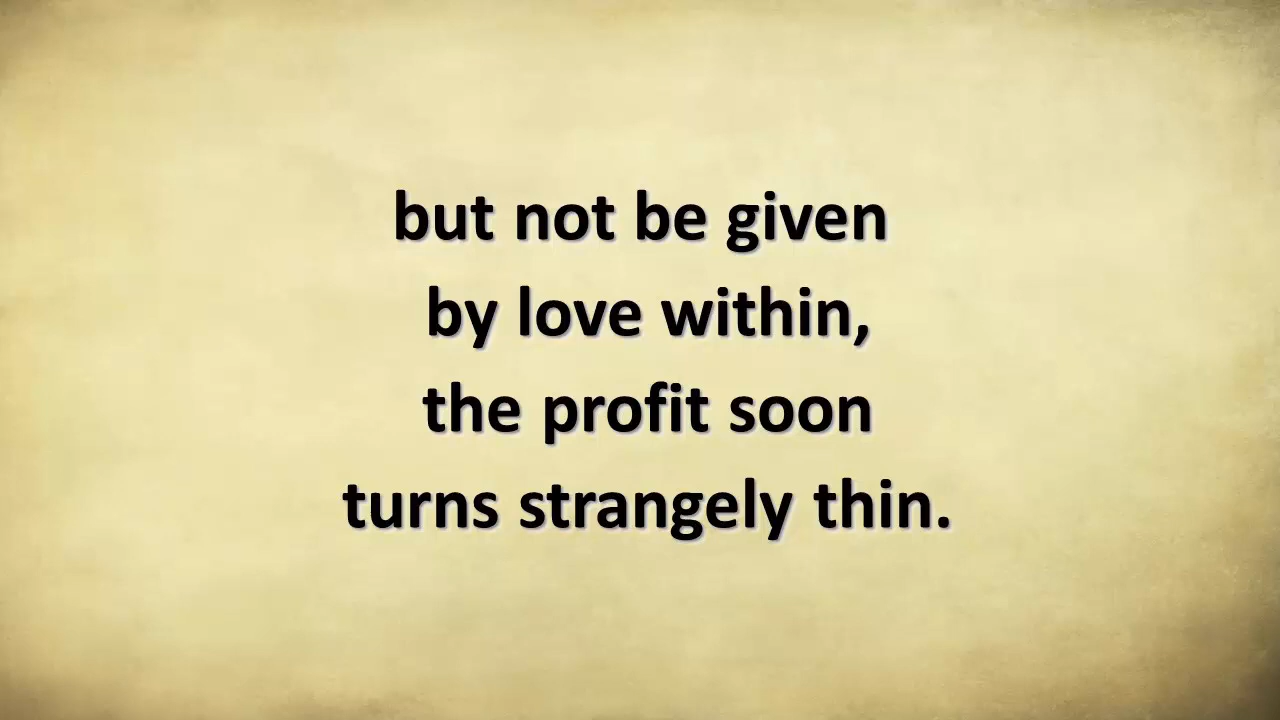 but not be given
by love within,
the profit soon
turns strangely thin.